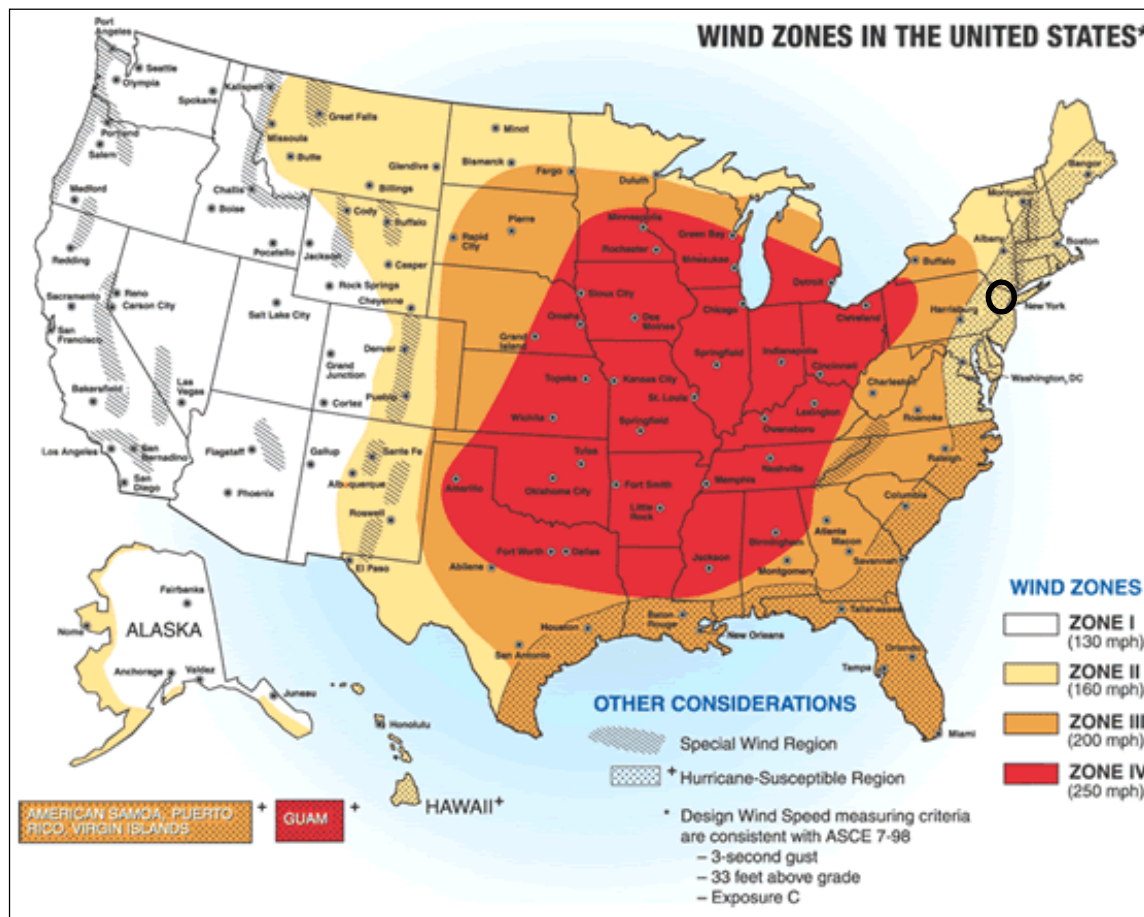 WIND ZONES IN THE UNITED STATES*
Port
Angeles
Seattle
Olympia
Spokane
Kalispell
Great Falls
Minot
Portland
Salem
Missoula
Butte
Glendive
Bismarck
Fargo
Duluth
Bangor
Montpelier
Medford
Challis
Billings
Boise
Cody
Buffalo
Pierre
Minneapolis
Green Bay
Albany
Boston
Redding
Pocatello
Jackson
Rapid
City
Rochester
Milwaukee
Buffalo
Casper
Detroit
Sacramento
Reno
Carson City
Rock Springs
Sioux City
Chicago
Cleveland
Harrisburg
New York
Salt Lake City
Cheyenne
Omaha
Des
Moines
San
Francisco
Denver
Grand
Island
Springfield
Indianapolis
Washington, DC
Grand
Junction
Topeka
Kansas City
Cincinnati
Charleston
Bakersfield
Las
Vegas
Cortez
Pueblo
St. Louis
Lexington
Roanoke
Wichita
Springfield
Owensboro
Los Angeles
San
Bernadino
Flagstaff
Gallup
Sante Fe
Tulsa
Nashville
Raleigh
San
Diego
Albuquerque
Amarillo
Oklahoma City
Fort Smith
Memphis
Phoenix
Roswell
Little
Rock
Columbia
Birmingham
Atlanta
Macon
El Paso
Abilene
Fort Worth
Dallas
Jackson
Montgomery
Savannah
Fairbanks
Tallahassee
Houston
Baton
Rouge
New Orleans
Nome
ALASKA
San Antonio
Orlando
Tampa
Anchorage
Valdez
Juneau
Miami
Honolulu
HAWAII+
AMERICAN SAMOA, PUERTO
RICO, VIRGIN ISLANDS
+
GUAM
+
OTHER CONSIDERATIONS
Special Wind Region
+ Hurricane-Susceptible Region
* Design Wind Speed measuring criteria
are consistent with ASCE 7-98
– 3-second gust
– 33 feet above grade
– Exposure C
WIND ZONES
ZONE I
(130 mph)
ZONE II
(160 mph)
ZONE III
(200 mph)
ZONE IV
(250 mph)